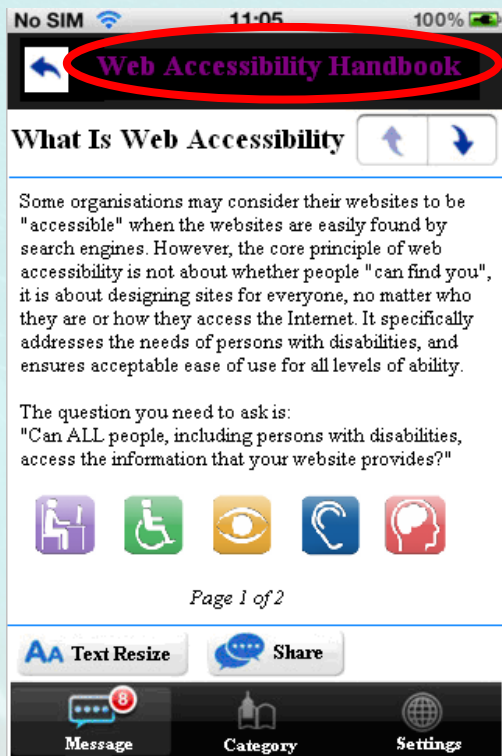 No SIM 11:05 100%
Web Accessibility Handbook
What Is Web Accessibility
Some organisations may consider their websites to be
"accessible" when the websites are easily found by
search engines. However, the core principle of web
accessibility is not about whether people "can find you",
it is about designing sites for everyone, no matter who
they are or how they access the Internet. It specifically
addresses the needs of persons with disabilities, and
ensures acceptable ease of use for all levels of ability.
The question you need to ask is:
"Can ALL people, including persons with disabilities,
access the information that your website provides?"
Page 1 of 2
AA Text Resize Share
8
Message Category Settings